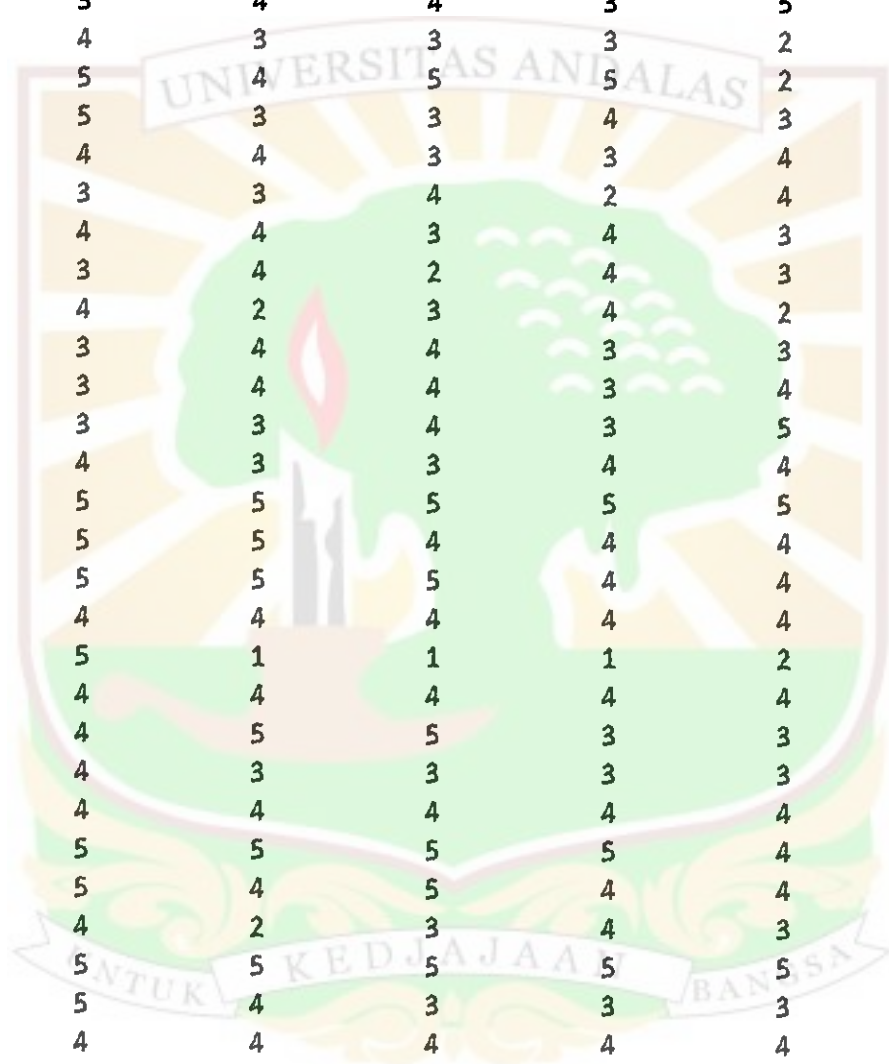 4 4 3 5
4 3 3 3 2
UNIVERSITAS ANDALAS
5 4 5 5 2
5 3 3 4 3
4 4 3 3 4
3 3 4 2 4
4 4 3 4 3
3 4 2 4 3
4 2 3 4 2
3 4 4 3 3
3 4 4 3 4
3 3 4 3 5
4 3 3 4 4
5 5 5 5 5
5 5 4 4 4
5 5 5 4 4
4 4 4 4 4
5 1 1 1 2
4 4 4 4 4
4 5 5 3 3
4 3 3 3 3
4 4 4 4 4
5 5 5 5 4
5 4 5 4 4
4 2 3 4 3
UNTUK KEDJAJAAN BANGSA
5 5 5 5 5
5 4 3 3 3
4 4 4 4 4